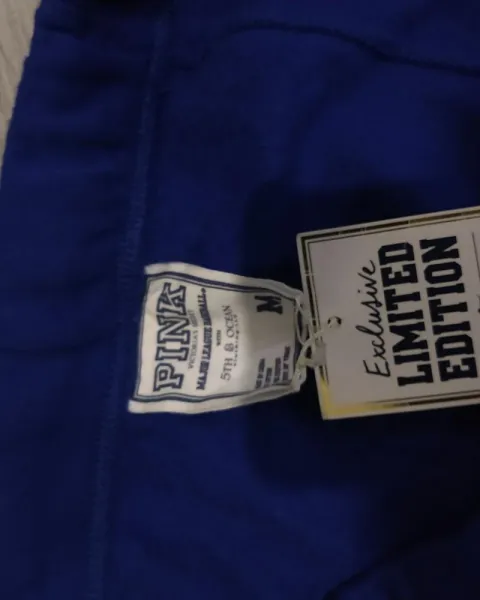 PINK
VICTORIA'S SECRET
MAJOR LEAGUE BASEBALL®
WITH
5TH & OCEAN
M
Exclusive
LIMITED
EDITION